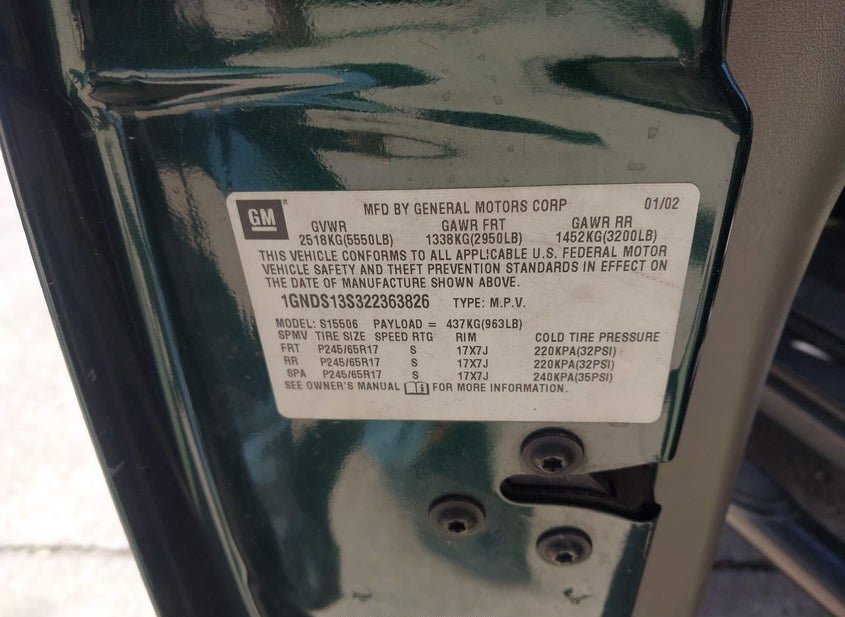 GM MFD BY GENERAL MOTORS CORP 01/02
GVWR GAWR FRT GAWR RR
2518KG(5550LB) 1338KG(2950LB) 1452KG(3200LB)
THIS VEHICLE CONFORMS TO ALL APPLICABLE U.S. FEDERAL MOTOR
VEHICLE SAFETY AND THEFT PREVENTION STANDARDS IN EFFECT ON
THE DATE OF MANUFACTURE SHOWN ABOVE.
1GNDS13S322363826 TYPE: M.P.V.
MODEL: S15506 PAYLOAD = 437KG(963LB)
SPMV TIRE SIZE SPEED RTG RIM COLD TIRE PRESSURE
FRT P245/65R17 S 17X7J 220KPA(32PSI)
RR P245/65R17 S 17X7J 220KPA(32PSI)
SPA P245/65R17 S 17X7J 240KPA(35PSI)
SEE OWNER'S MANUAL FOR MORE INFORMATION.